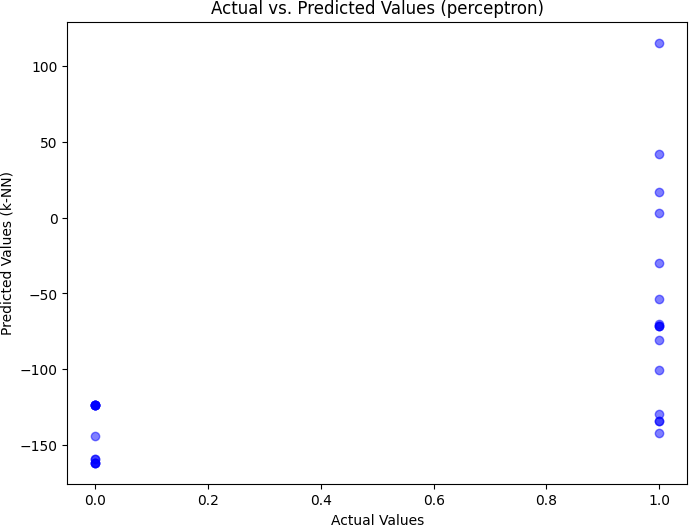 Actual vs. Predicted Values (perceptron)
Predicted Values (k-NN)
100
50
0
−50
−100
−150
0.0 0.2 0.4 0.6 0.8 1.0
Actual Values